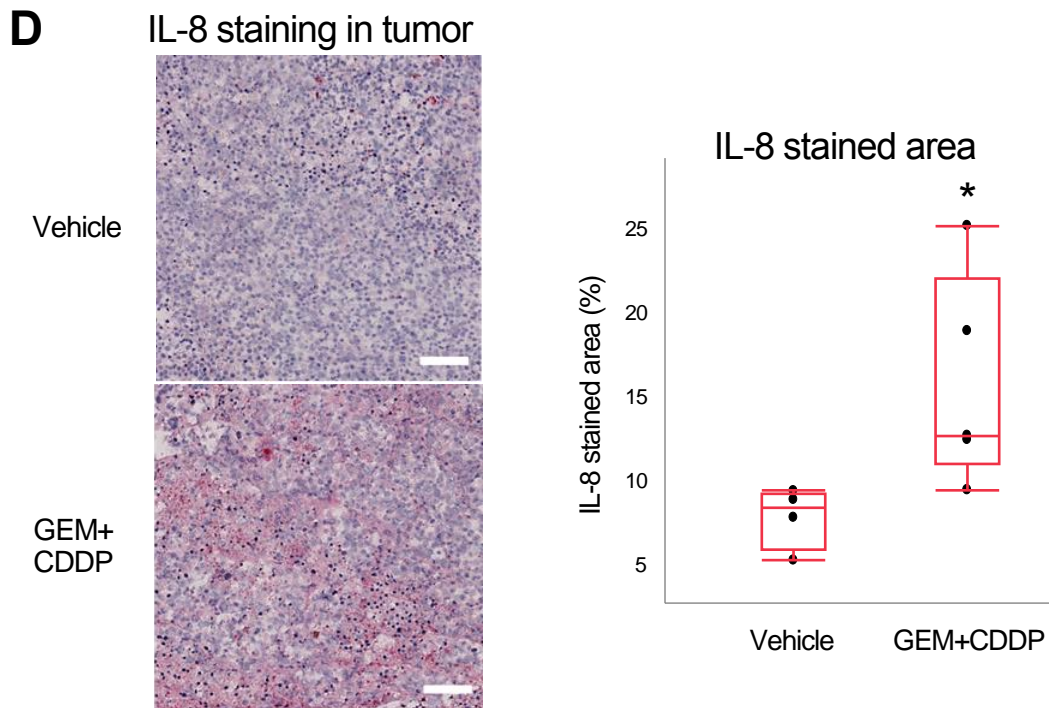 D
IL-8 staining in tumor
Vehicle
GEM+
CDDP
IL-8 stained area
*
IL-8 stained area (%)
25
20
15
10
5
Vehicle
GEM+CDDP